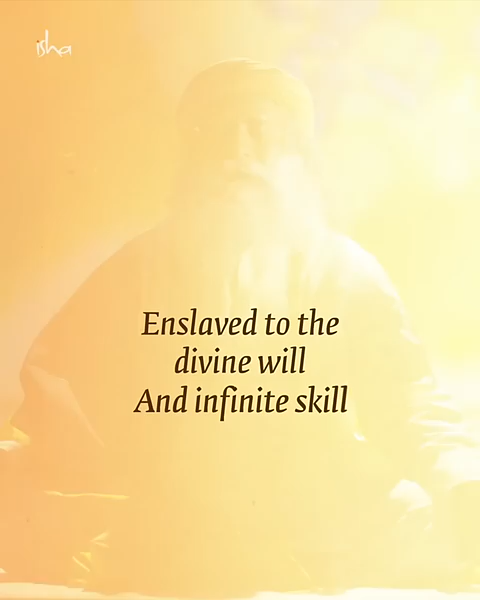 isha
Enslaved to the
divine will
And infinite skill